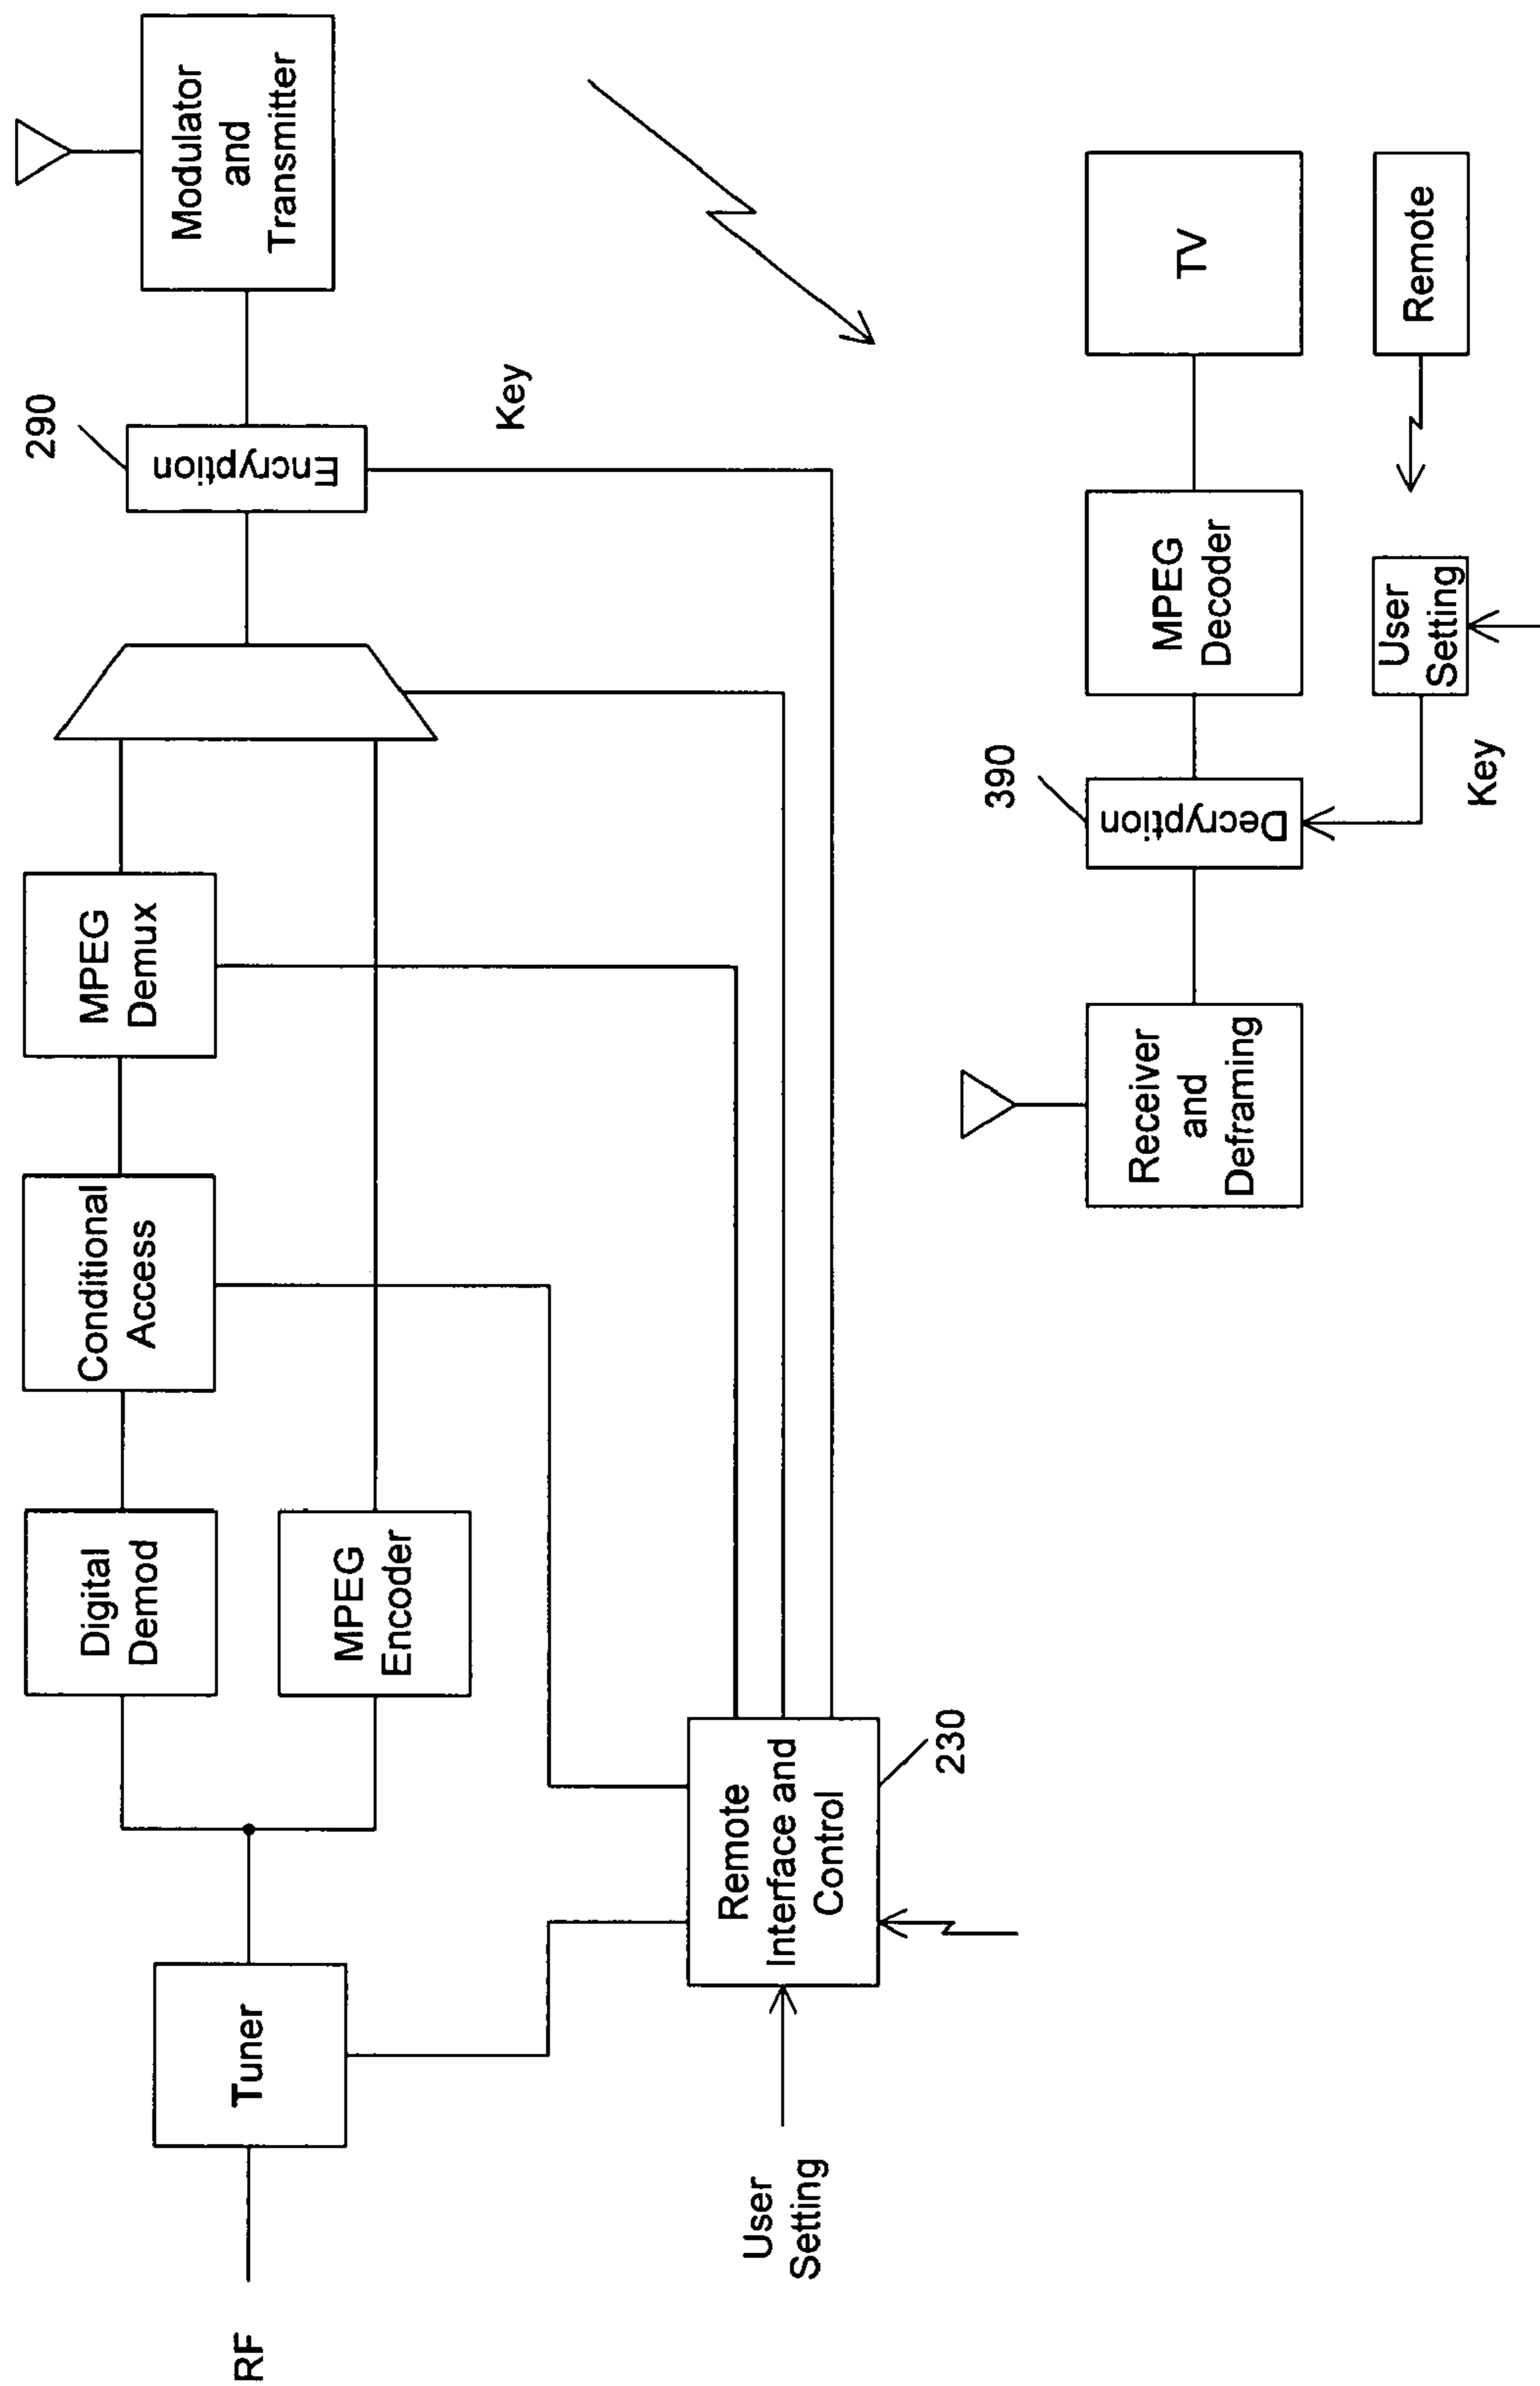 RF
Tuner
Digital
Demod
MPEG
Encoder
Conditional
Access
MPEG
Demux
290
Encryption
Modulator
and
Transmitter
Key
User
Setting
Remote
Interface and
Control
230
Receiver
and
Deframing
390
Decryption
MPEG
Decoder
TV
Key
User
Setting
Remote